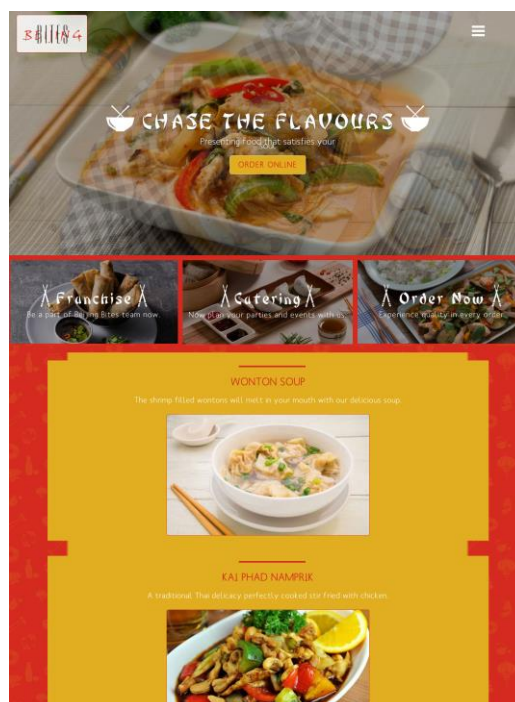 BEIJING
BITES
CHASE THE FLAVOURS
Presenting food that satisfies your
ORDER ONLINE
Franchise
Be a part of Beijing Bites team now.
Catering
Now plan your parties and events with us.
Order Now
Experience quality in every order.
WONTON SOUP
The shrimp filled wontons will melt in your mouth with our delicious soup.
KAI PHAD NAMPRIK
A traditional Thai delicacy perfectly cooked stir fried with chicken.